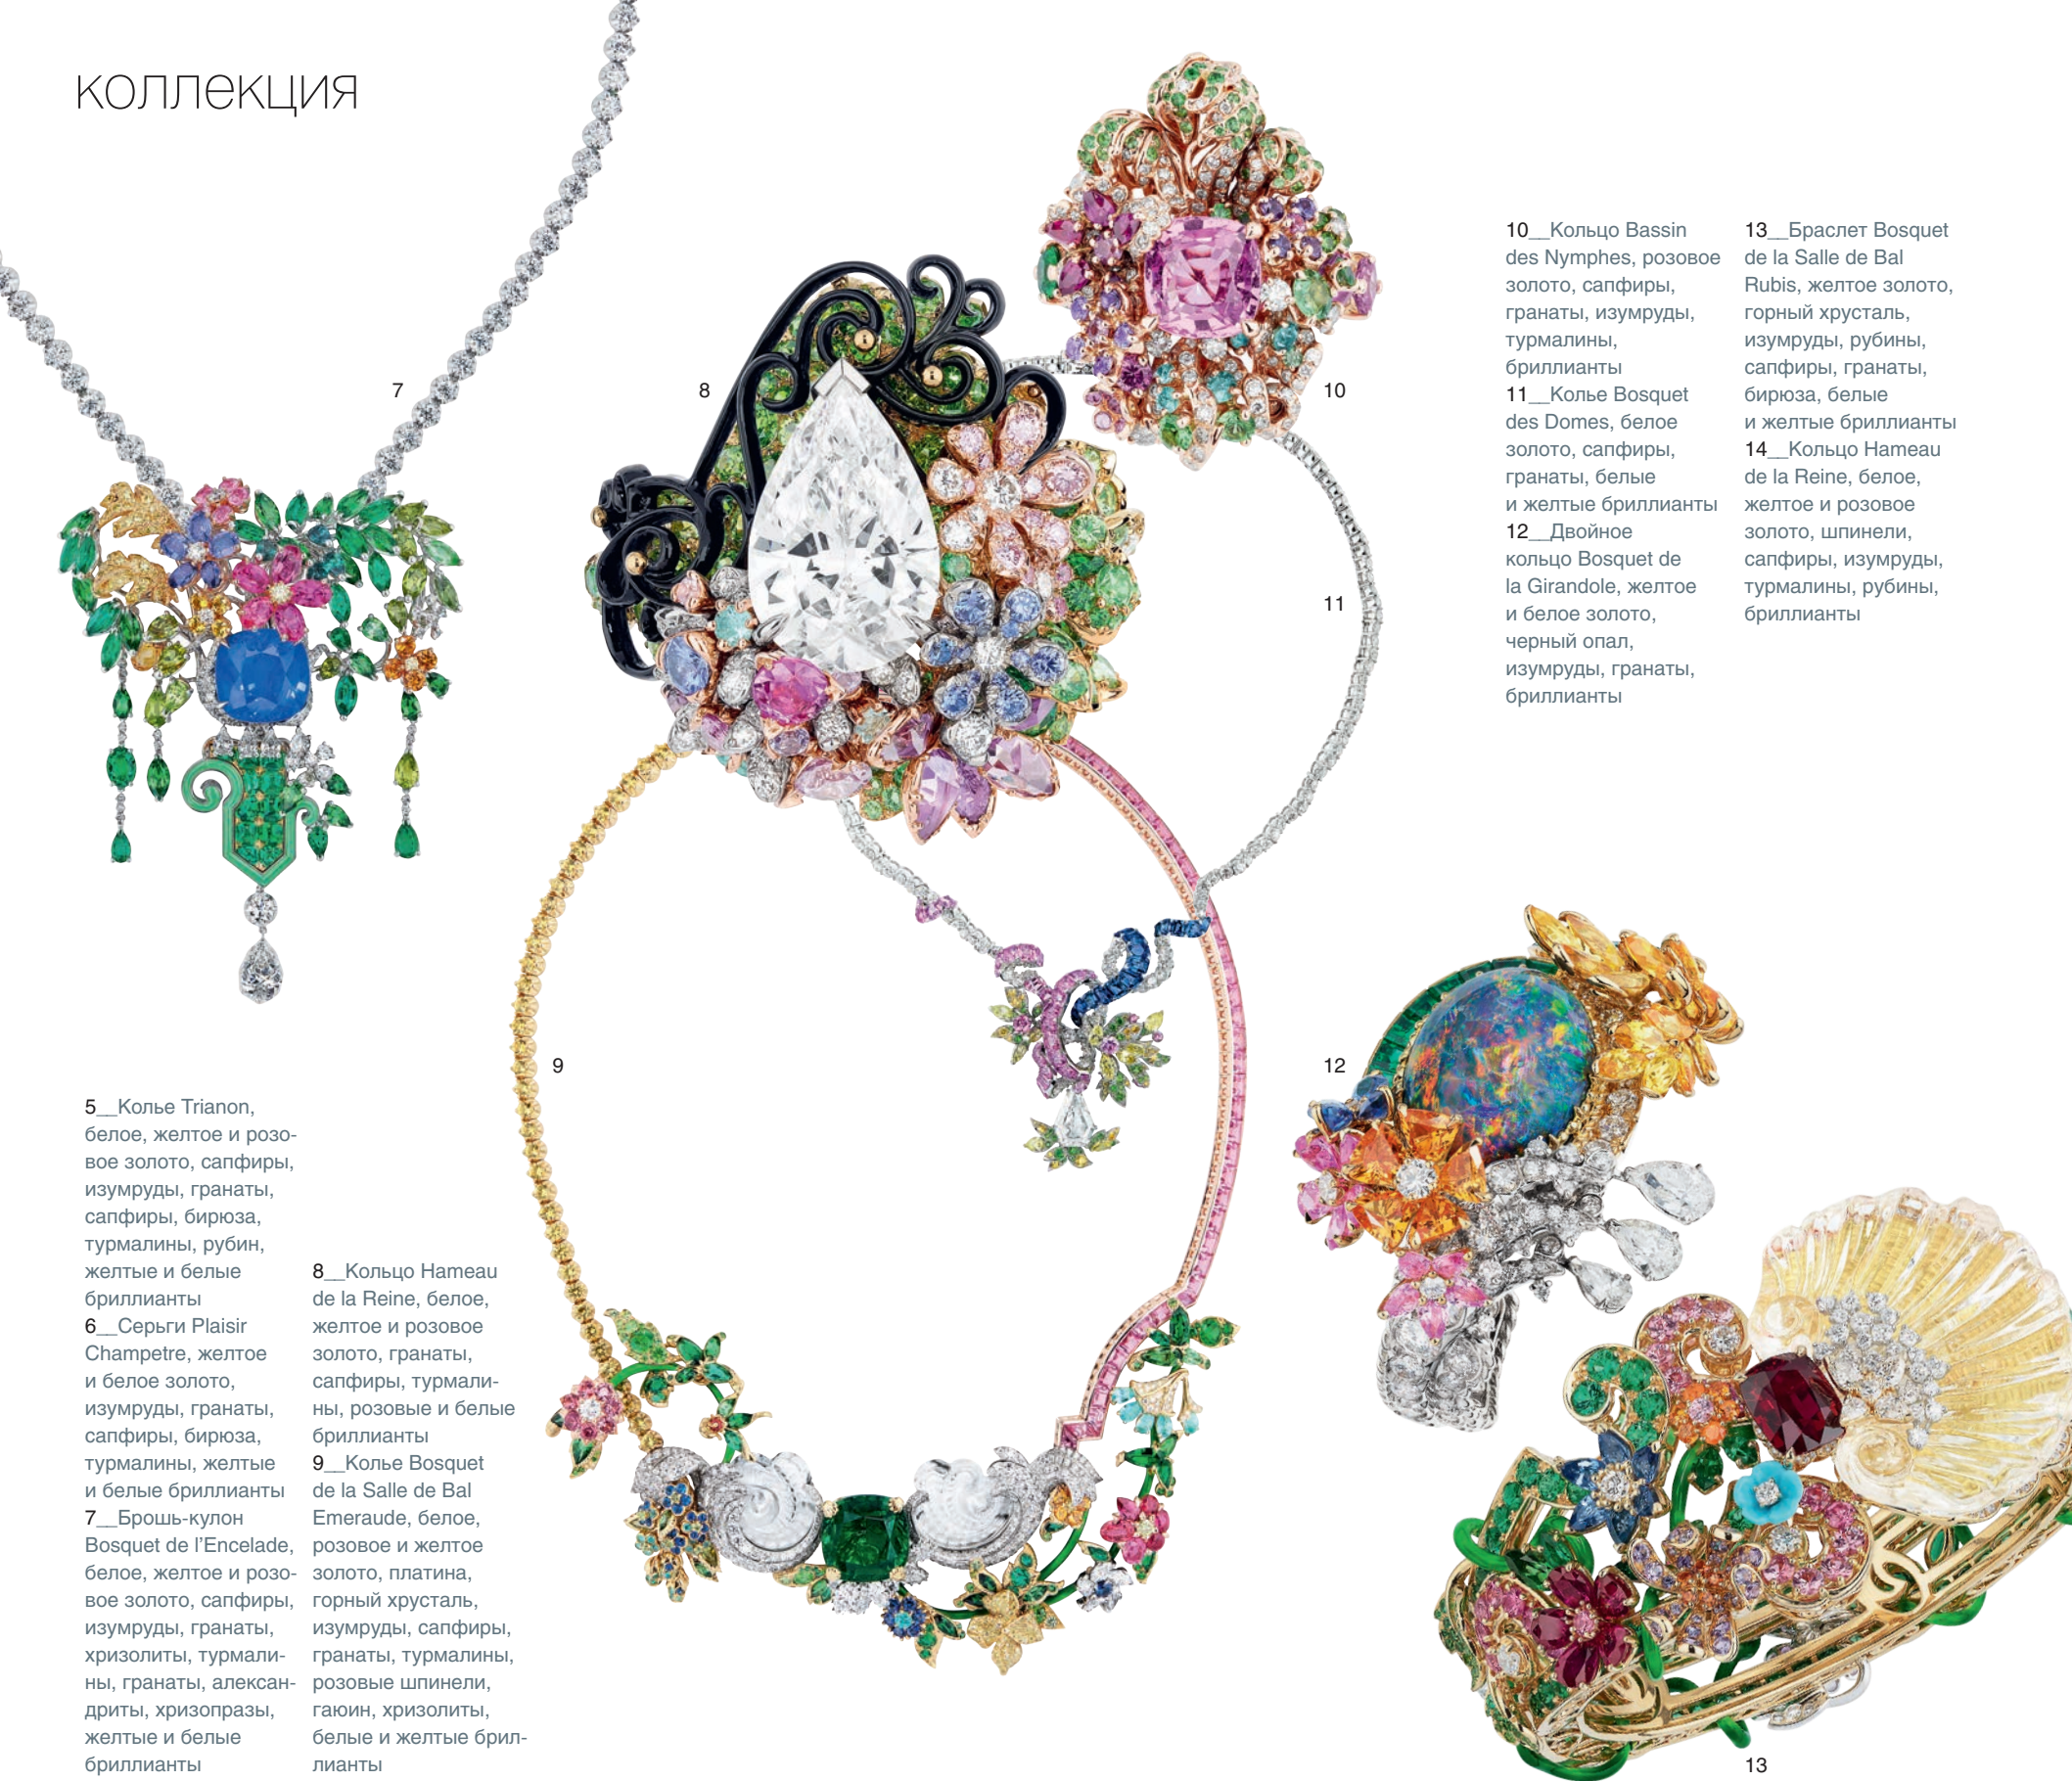 коллекция
7
8
10
11
9
12
13
5__Колье Trianon,
белое, желтое и розо-
вое золото, сапфиры,
изумруды, гранаты,
сапфиры, бирюза,
турмалины, рубин,
желтые и белые
бриллианты
6__Серьги Plaisir
Champetre, желтое
и белое золото,
изумруды, гранаты,
сапфиры, бирюза,
турмалины, желтые
и белые бриллианты
7__Брошь-кулон
Bosquet de l’Encelade,
белое, желтое и розо-
вое золото, сапфиры,
изумруды, гранаты,
хризолиты, турмали-
ны, гранаты, алексан-
дриты, хризопразы,
желтые и белые
бриллианты
8__Кольцо Hameau
de la Reine, белое,
желтое и розовое
золото, гранаты,
сапфиры, турмали-
ны, розовые и белые
бриллианты
9__Колье Bosquet
de la Salle de Bal
Emeraude, белое,
розовое и желтое
золото, платина,
горный хрусталь,
изумруды, сапфиры,
гранаты, турмалины,
розовые шпинели,
гаюин, хризолиты,
белые и желтые брил-
лианты
10__Кольцо Bassin
des Nymphes, розовое
золото, сапфиры,
гранаты, изумруды,
турмалины,
бриллианты
11__Колье Bosquet
des Domes, белое
золото, сапфиры,
гранаты, белые
и желтые бриллианты
12__Двойное
кольцо Bosquet de
la Girandole, желтое
и белое золото,
черный опал,
изумруды, гранаты,
бриллианты
13__Браслет Bosquet
de la Salle de Bal
Rubis, желтое золото,
горный хрусталь,
изумруды, рубины,
сапфиры, гранаты,
бирюза, белые
и желтые бриллианты
14__Кольцо Hameau
de la Reine, белое,
желтое и розовое
золото, шпинели,
сапфиры, изумруды,
турмалины, рубины,
бриллианты